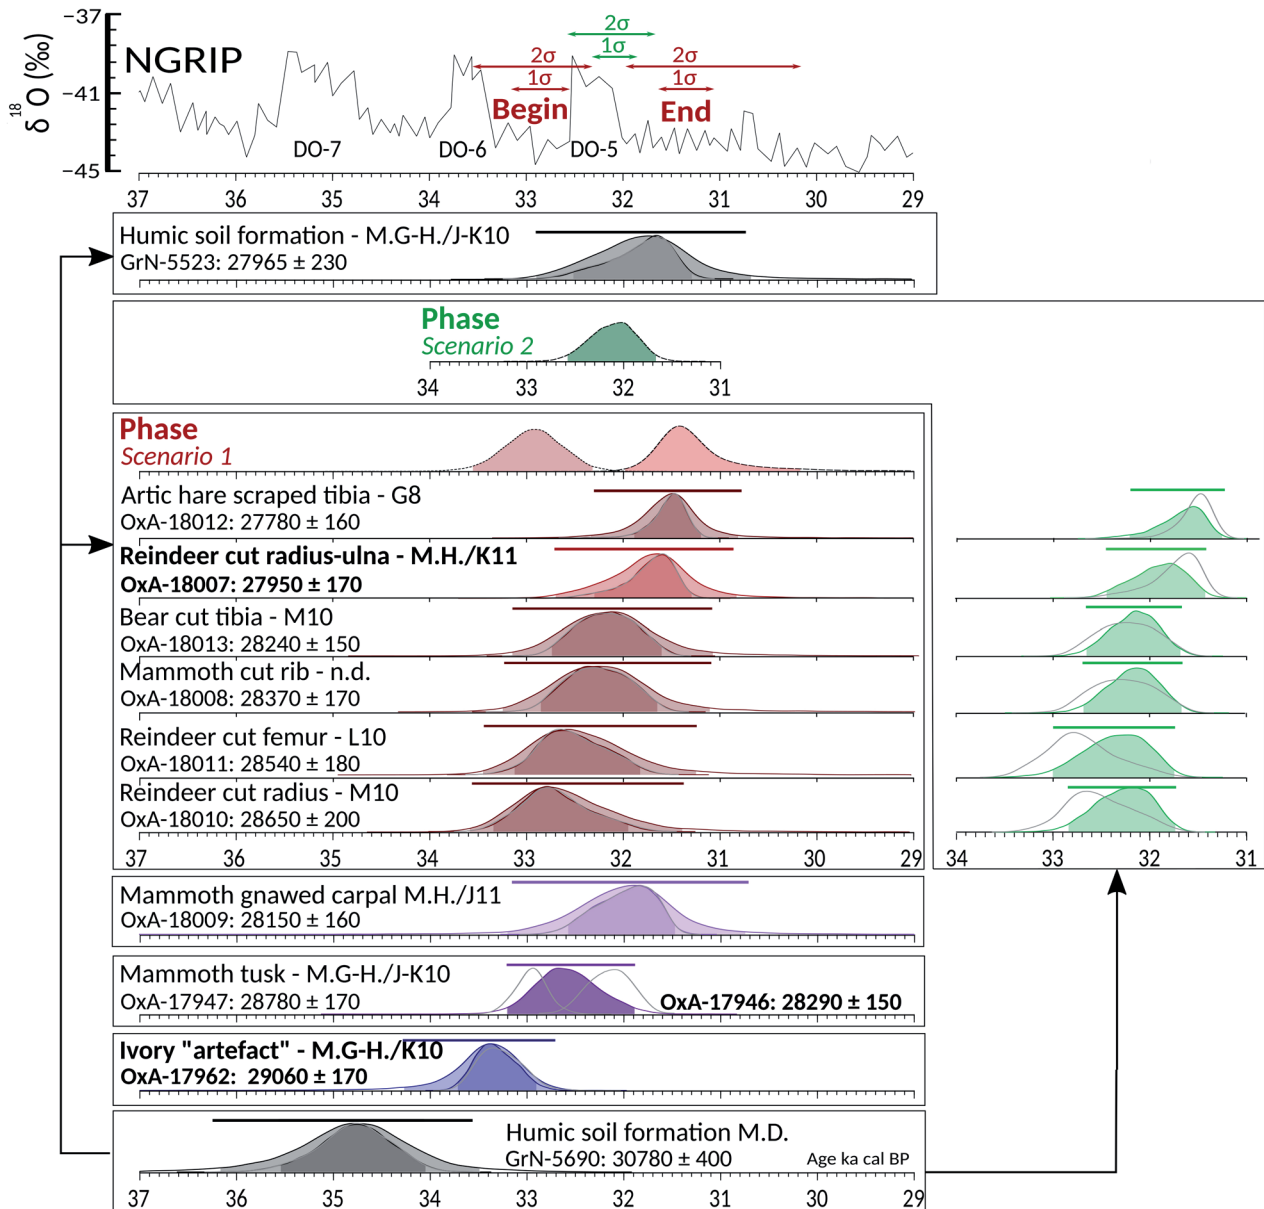 −37
−41
−45
δ 18 O (‰)
NGRIP
2σ
1σ
2σ
1σ
Begin
2σ
1σ
End
DO-7
DO-6
DO-5
37 36 35 34 33 32 31 30 29
Humic soil formation - M.G-H./J-K10
GrN-5523: 27965 ± 230
Phase
Scenario 2
34 33 32 31
Phase
Scenario 1
Artic hare scraped tibia - G8
OxA-18012: 27780 ± 160
Reindeer cut radius-ulna - M.H./K11
OxA-18007: 27950 ± 170
Bear cut tibia - M10
OxA-18013: 28240 ± 150
Mammoth cut rib - n.d.
OxA-18008: 28370 ± 170
Reindeer cut femur - L10
OxA-18011: 28540 ± 180
Reindeer cut radius - M10
OxA-18010: 28650 ± 200
37 36 35 34 33 32 31 30 29
34 33 32 31
Mammoth gnawed carpal M.H./J11
OxA-18009: 28150 ± 160
Mammoth tusk - M.G-H./J-K10
OxA-17947: 28780 ± 170
OxA-17946: 28290 ± 150
Ivory "artefact" - M.G-H./K10
OxA-17962: 29060 ± 170
Humic soil formation M.D.
GrN-5690: 30780 ± 400
Age ka cal BP
37 36 35 34 33 32 31 30 29